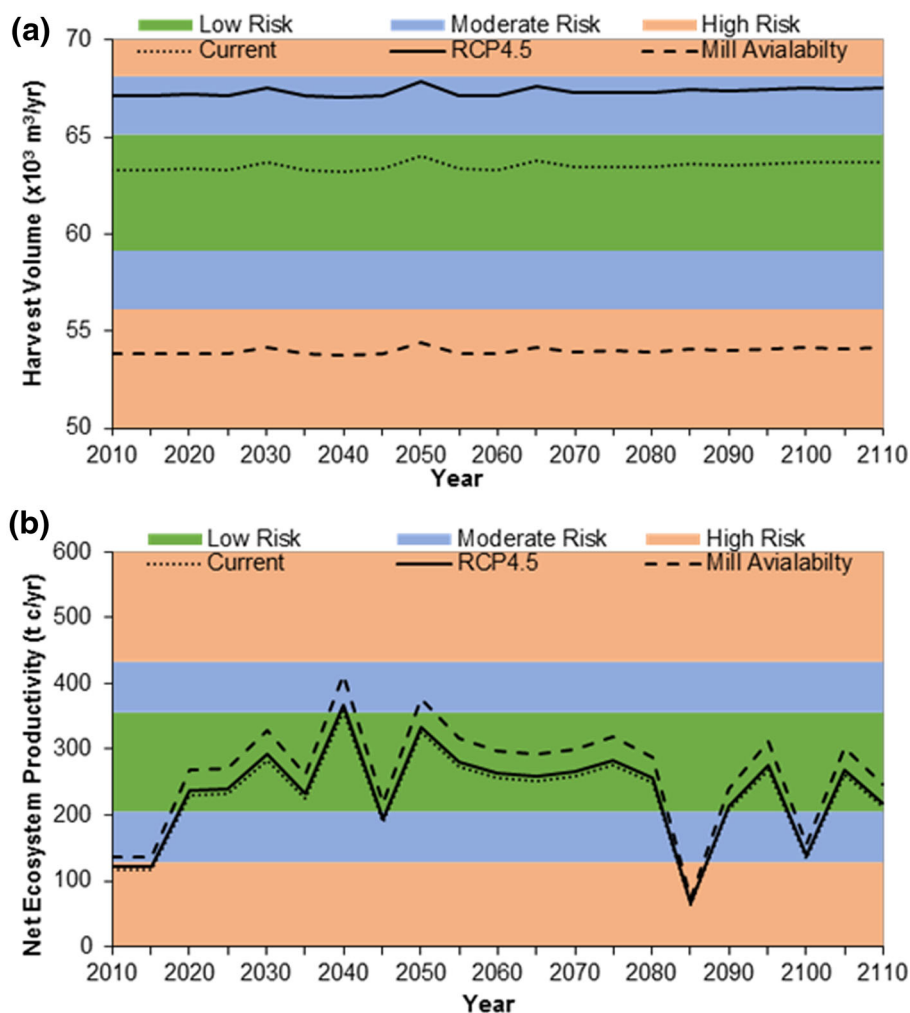 (a)
Low Risk Moderate Risk High Risk
Current RCP4.5 Mill Avialabilty
70
65
60
55
50
Harvest Volume (x10³ m³/yr)
2010 2020 2030 2040 2050 2060 2070 2080 2090 2100 2110
Year
(b)
Low Risk Moderate Risk High Risk
Current RCP4.5 Mill Avialabilty
600
500
400
300
200
100
0
Net Ecosystem Productivity (t c/yr)
2010 2020 2030 2040 2050 2060 2070 2080 2090 2100 2110
Year